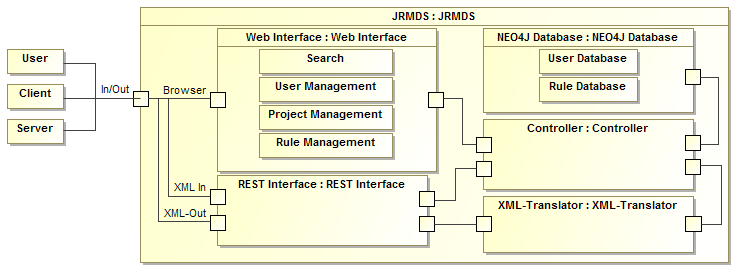 JRMDS : JRMDS
Web Interface : Web Interface
NEO4J Database : NEO4J Database
User
Search
User Database
Client
In/Out
Browser
User Management
Rule Database
Server
Project Management
Controller : Controller
Rule Management
XML In
REST Interface : REST Interface
XML-Out
XML-Translator : XML-Translator